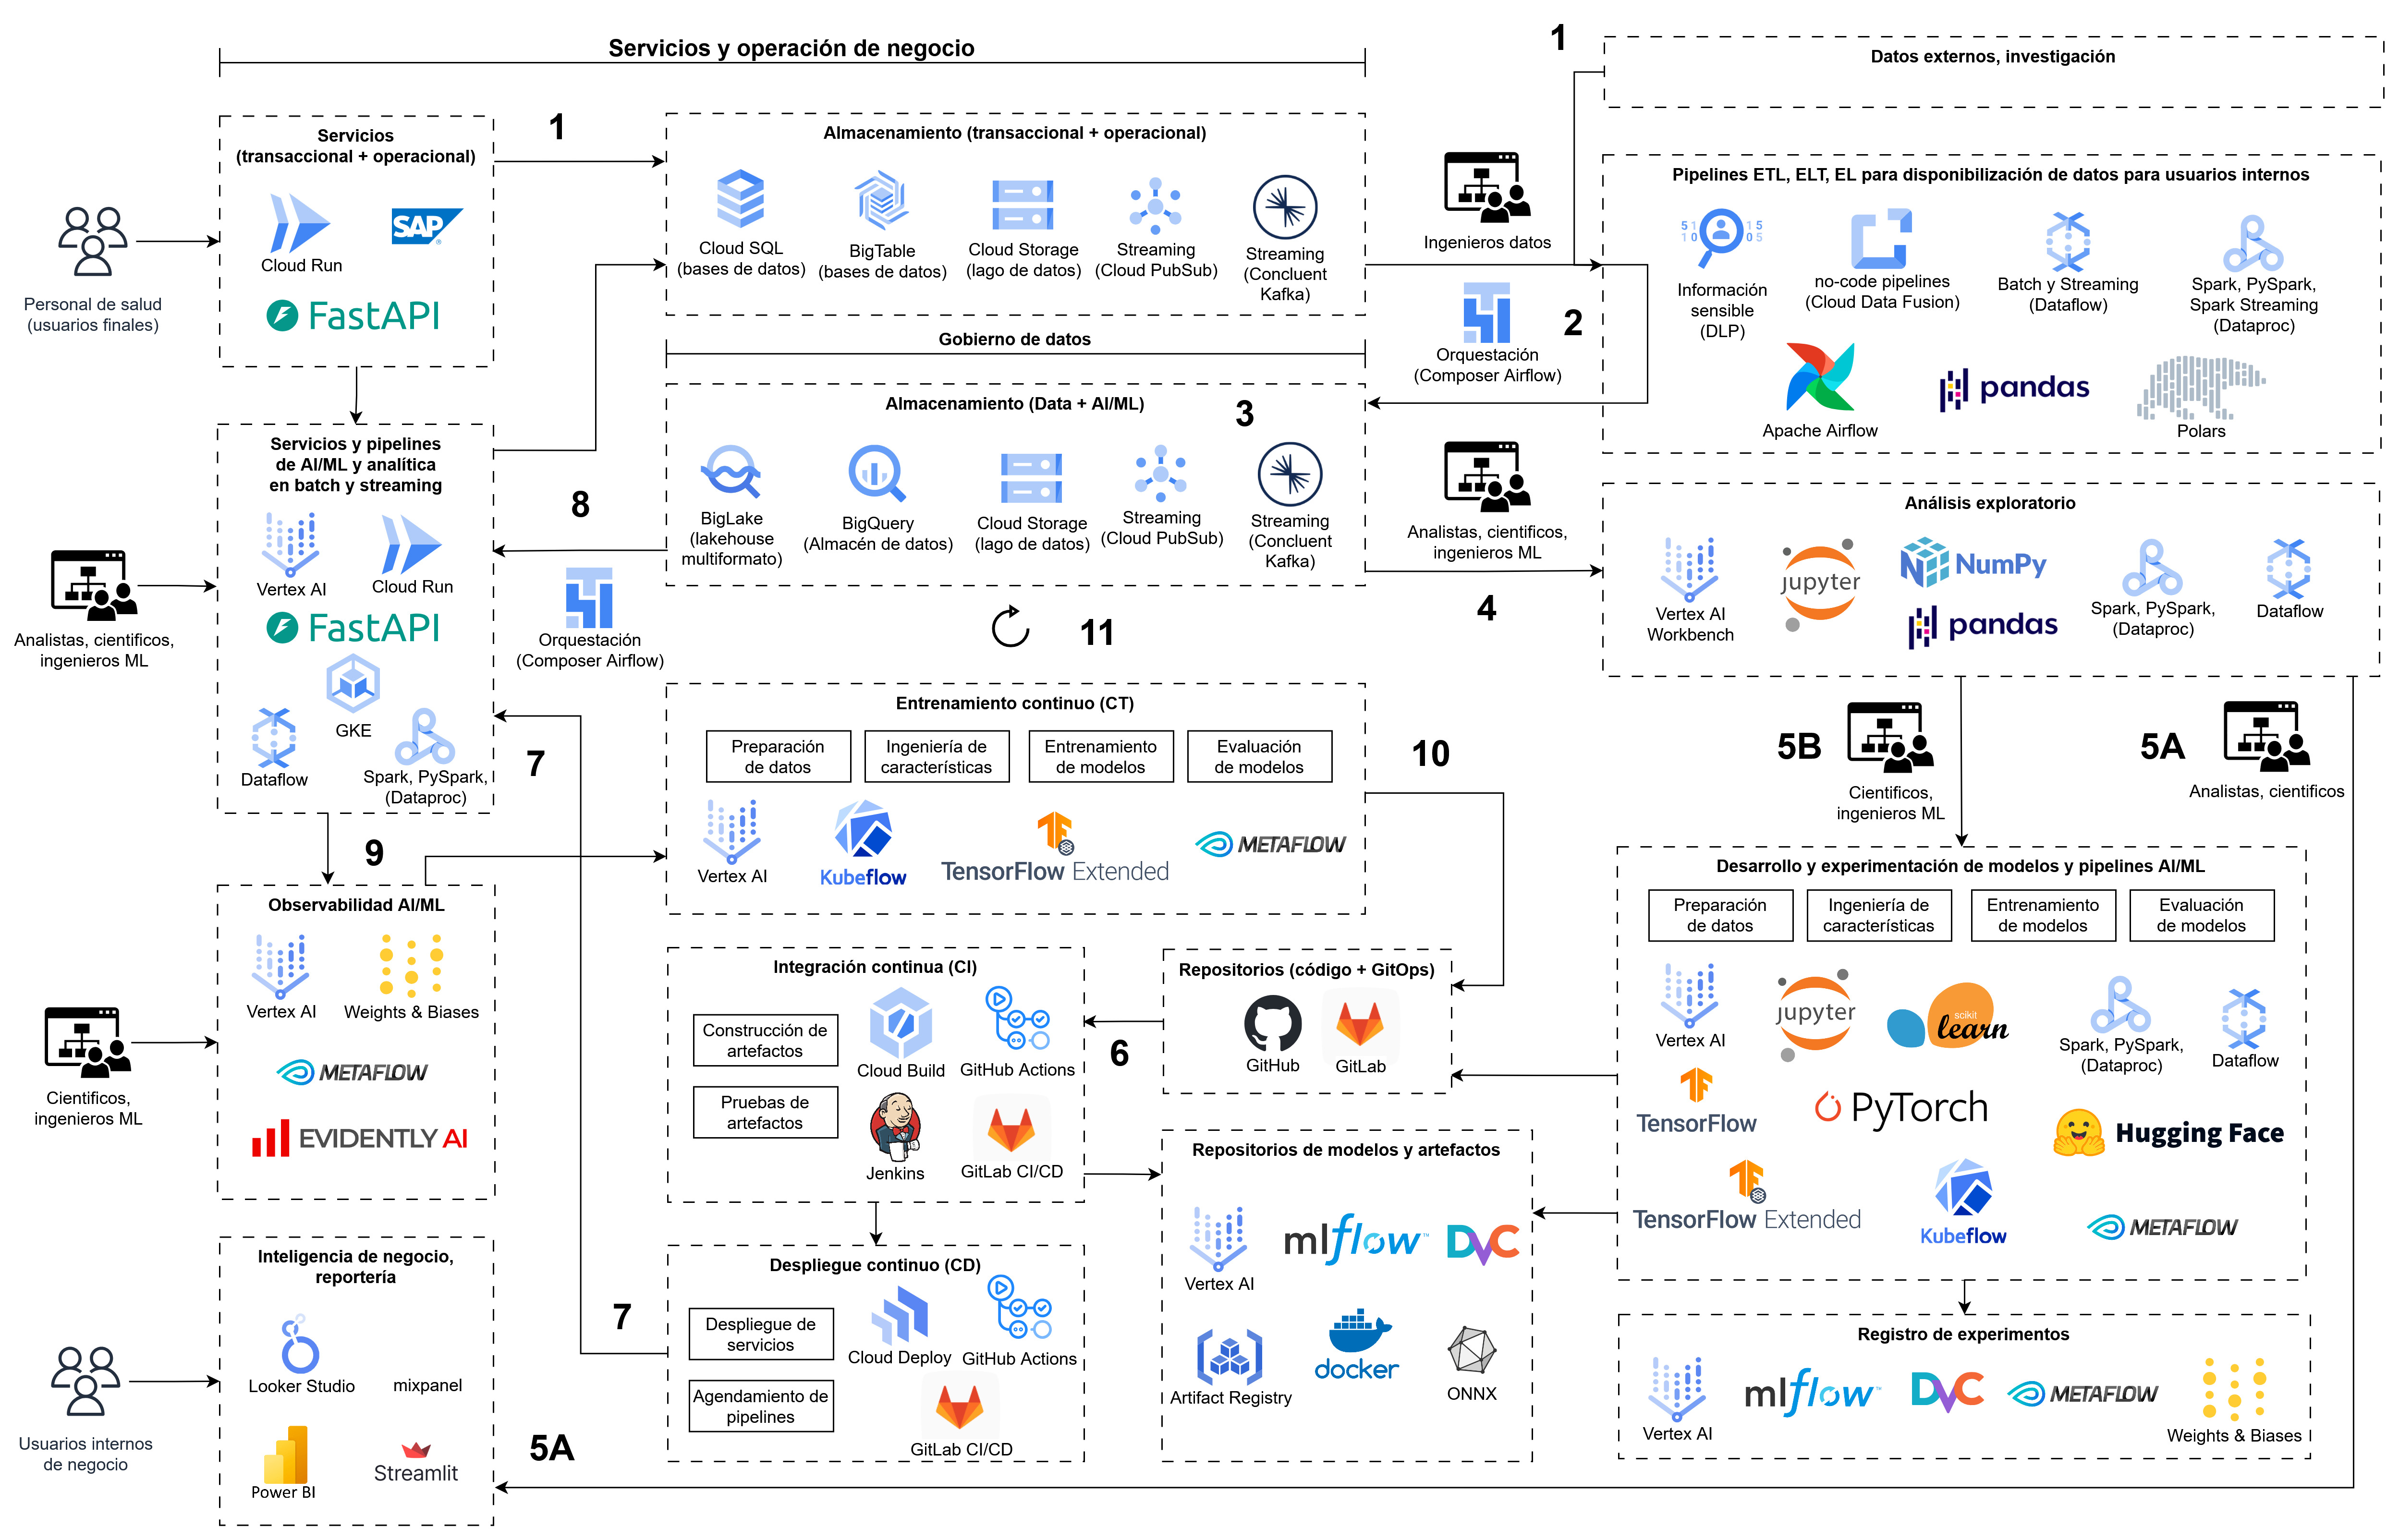 Servicios y operación de negocio
1
Datos externos, investigación
Servicios
(transaccional + operacional)
Cloud Run
SAP
FastAPI
Personal de salud
(usuarios finales)
1
Almacenamiento (transaccional + operacional)
Cloud SQL
(bases de datos)
BigTable
(bases de datos)
Cloud Storage
(lago de datos)
Streaming
(Cloud PubSub)
Streaming
(Concluent
Kafka)
Ingenieros datos
Orquestación
(Composer Airflow)
2
Pipelines ETL, ELT, EL para disponibilización de datos para usuarios internos
Información
sensible
(DLP)
no-code pipelines
(Cloud Data Fusion)
Batch y Streaming
(Dataflow)
Spark, PySpark,
Spark Streaming
(Dataproc)
Apache Airflow
pandas
Polars
Gobierno de datos
Almacenamiento (Data + AI/ML)
3
BigLake
(lakehouse
multiformato)
BigQuery
(Almacén de datos)
Cloud Storage
(lago de datos)
Streaming
(Cloud PubSub)
Streaming
(Concluent
Kafka)
Analistas, cientificos,
ingenieros ML
4
Análisis exploratorio
Vertex AI
Workbench
jupyter
NumPy
pandas
Spark, PySpark,
(Dataproc)
Dataflow
Servicios y pipelines
de AI/ML y analítica
en batch y streaming
Vertex AI
Cloud Run
FastAPI
GKE
Dataflow
Spark, PySpark,
(Dataproc)
Analistas, cientificos,
ingenieros ML
8
Orquestación
(Composer Airflow)
7
11
Entrenamiento continuo (CT)
Preparación
de datos
Ingeniería de
características
Entrenamiento
de modelos
Evaluación
de modelos
Vertex AI
Kubeflow
TensorFlow Extended
METAFLOW
10
5B
Cientificos,
ingenieros ML
5A
Analistas, cientificos
9
Observabilidad AI/ML
Vertex AI
Weights & Biases
METAFLOW
EVIDENTLY AI
Cientificos,
ingenieros ML
Integración continua (CI)
Construcción de
artefactos
Pruebas de
artefactos
Cloud Build
GitHub Actions
Jenkins
GitLab CI/CD
6
Repositorios (código + GitOps)
GitHub
GitLab
Desarrollo y experimentación de modelos y pipelines AI/ML
Preparación
de datos
Ingeniería de
características
Entrenamiento
de modelos
Evaluación
de modelos
Vertex AI
jupyter
scikit
learn
Spark, PySpark,
(Dataproc)
Dataflow
TensorFlow
PyTorch
Hugging Face
TensorFlow Extended
Kubeflow
METAFLOW
Repositorios de modelos y artefactos
Vertex AI
mlflow™
DVC
Artifact Registry
docker
ONNX
Inteligencia de negocio,
reportería
Looker Studio
mixpanel
Power BI
Streamlit
Usuarios internos
de negocio
7
Despliegue continuo (CD)
Despliegue de
servicios
Agendamiento de
pipelines
Cloud Deploy
GitHub Actions
GitLab CI/CD
5A
Registro de experimentos
Vertex AI
mlflow™
DVC
METAFLOW
Weights & Biases